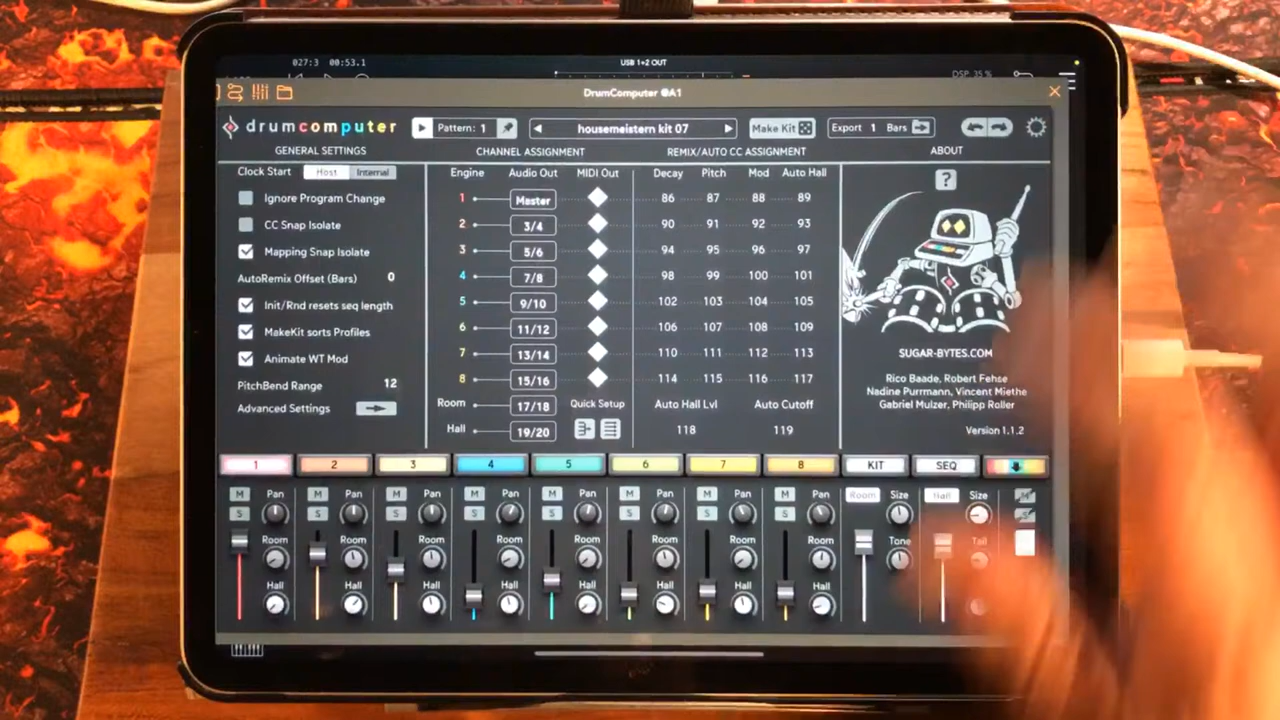 027:3 00:53.1
USB 1+2 OUT
DSP 35 %
DrumComputer @A1
drumcomputer
Pattern: 1
housemeistern kit 07
Make Kit
Export 1 Bars
GENERAL SETTINGS
CHANNEL ASSIGNMENT
REMIX/AUTO CC ASSIGNMENT
ABOUT
Clock Start Host Internal
Ignore Program Change
CC Snap Isolate
Mapping Snap Isolate
AutoRemix Offset (Bars) 0
Init/Rnd resets seq length
MakeKit sorts Profiles
Animate WT Mod
PitchBend Range 12
Advanced Settings
Engine Audio Out MIDI Out
1 Master
2 3/4
3 5/6
4 7/8
5 9/10
6 11/12
7 13/14
8 15/16
Room 17/18 Quick Setup
Hall 19/20
Decay Pitch Mod Auto Hall
86 87 88 89
90 91 92 93
94 95 96 97
98 99 100 101
102 103 104 105
106 107 108 109
110 111 112 113
114 115 116 117
Auto Hall Lvl Auto Cutoff
118 119
?
SUGAR-BYTES.COM
Rico Baade, Robert Fehse
Nadine Purrmann, Vincent Miethe
Gabriel Mulzer, Philipp Roller
Version 1.1.2
1 2 3 4 5 6 7 8 KIT SEQ
M Pan M Pan M Pan M Pan M Pan M Pan M Pan M Pan Room Size Hall Size M
S S S S S S S S S
Room Room Room Room Room Room Room Room Tone Tail
Hall Hall Hall Hall Hall Hall Hall Hall